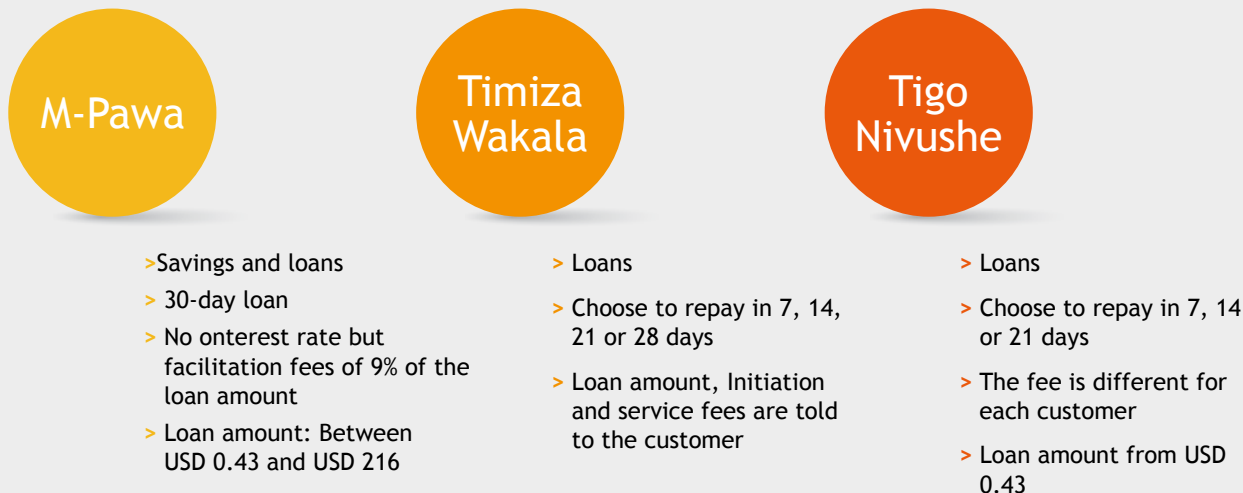 M-Pawa
>Savings and loans
> 30-day loan
> No onterest rate but
facilitation fees of 9% of the
loan amount
> Loan amount: Between
USD 0.43 and USD 216
Timiza
Wakala
> Loans
> Choose to repay in 7, 14,
21 or 28 days
> Loan amount, Initiation
and service fees are told
to the customer
Tigo
Nivushe
> Loans
> Choose to repay in 7, 14
or 21 days
> The fee is different for
each customer
> Loan amount from USD
0.43